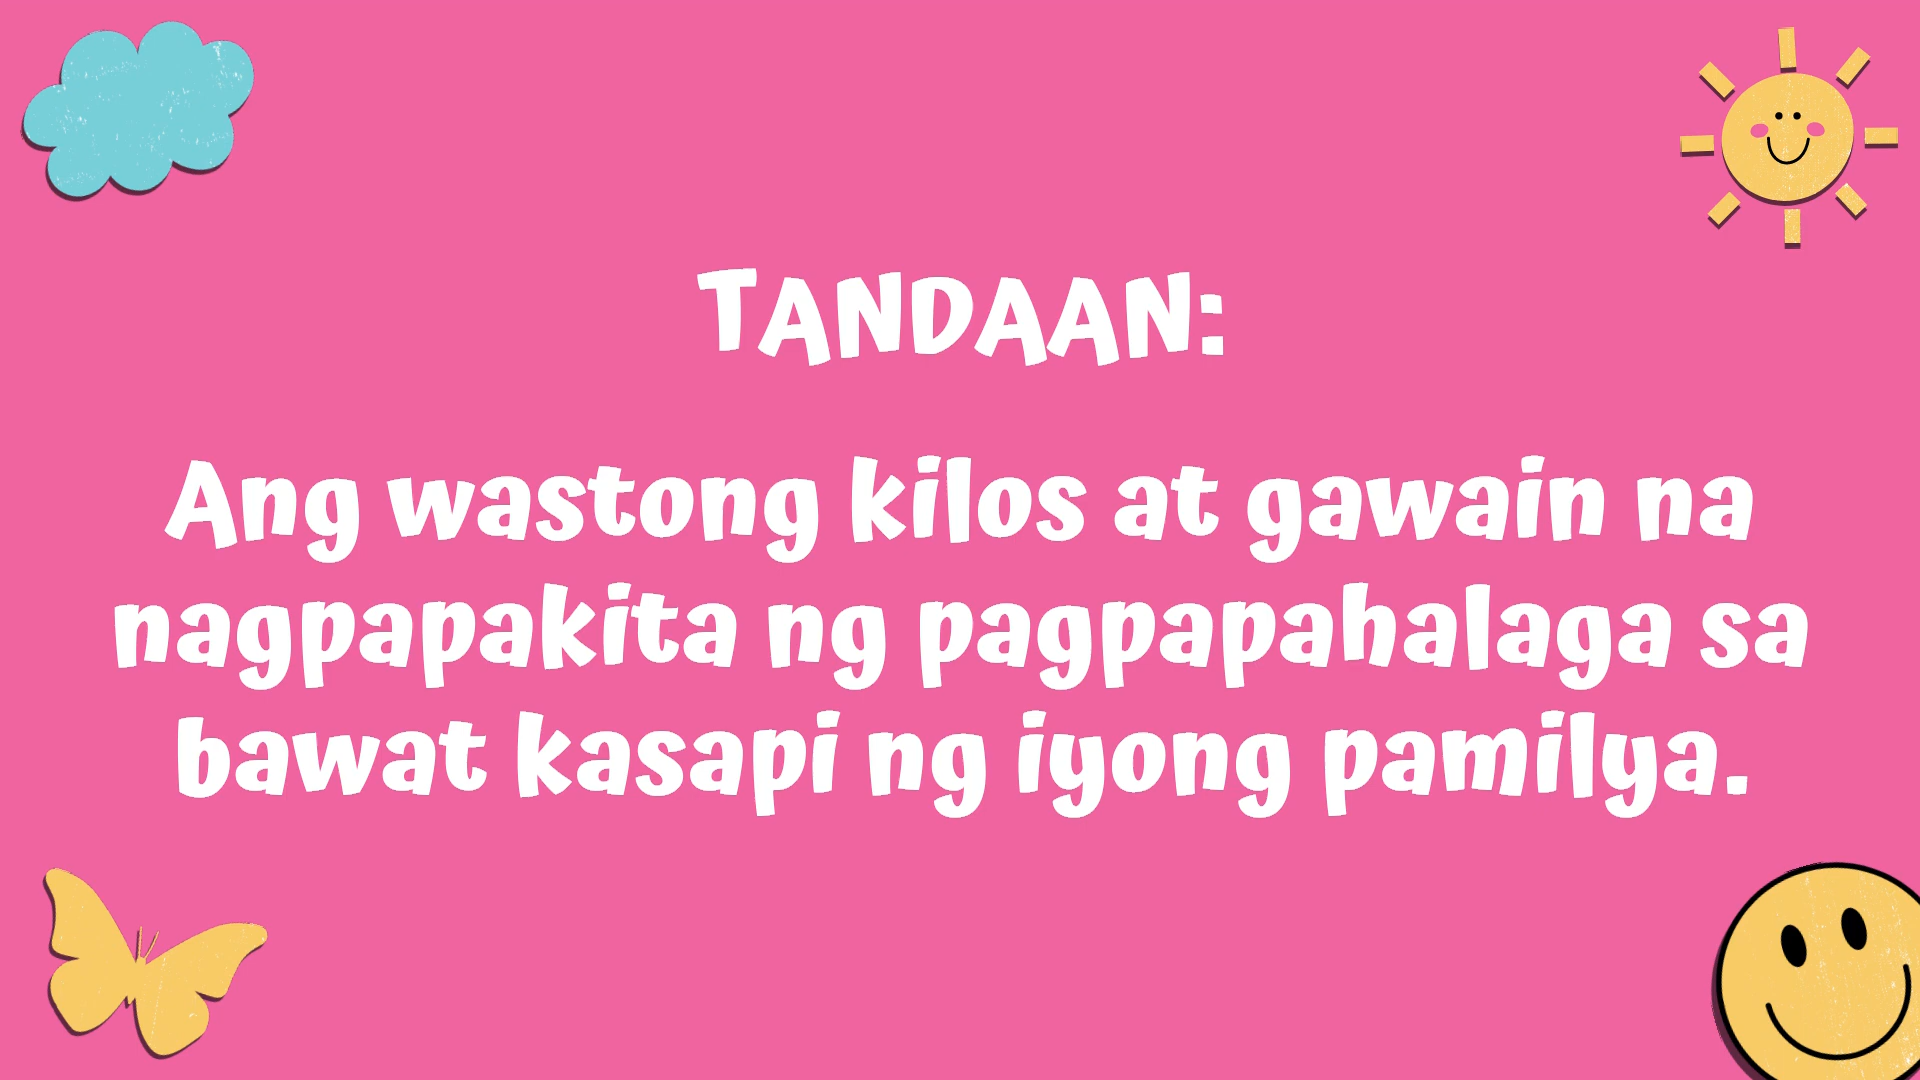 TANDAAN:
Ang wastong kilos at gawain na
nagpapakita ng pagpapahalaga sa
bawat kasapi ng iyong pamilya.